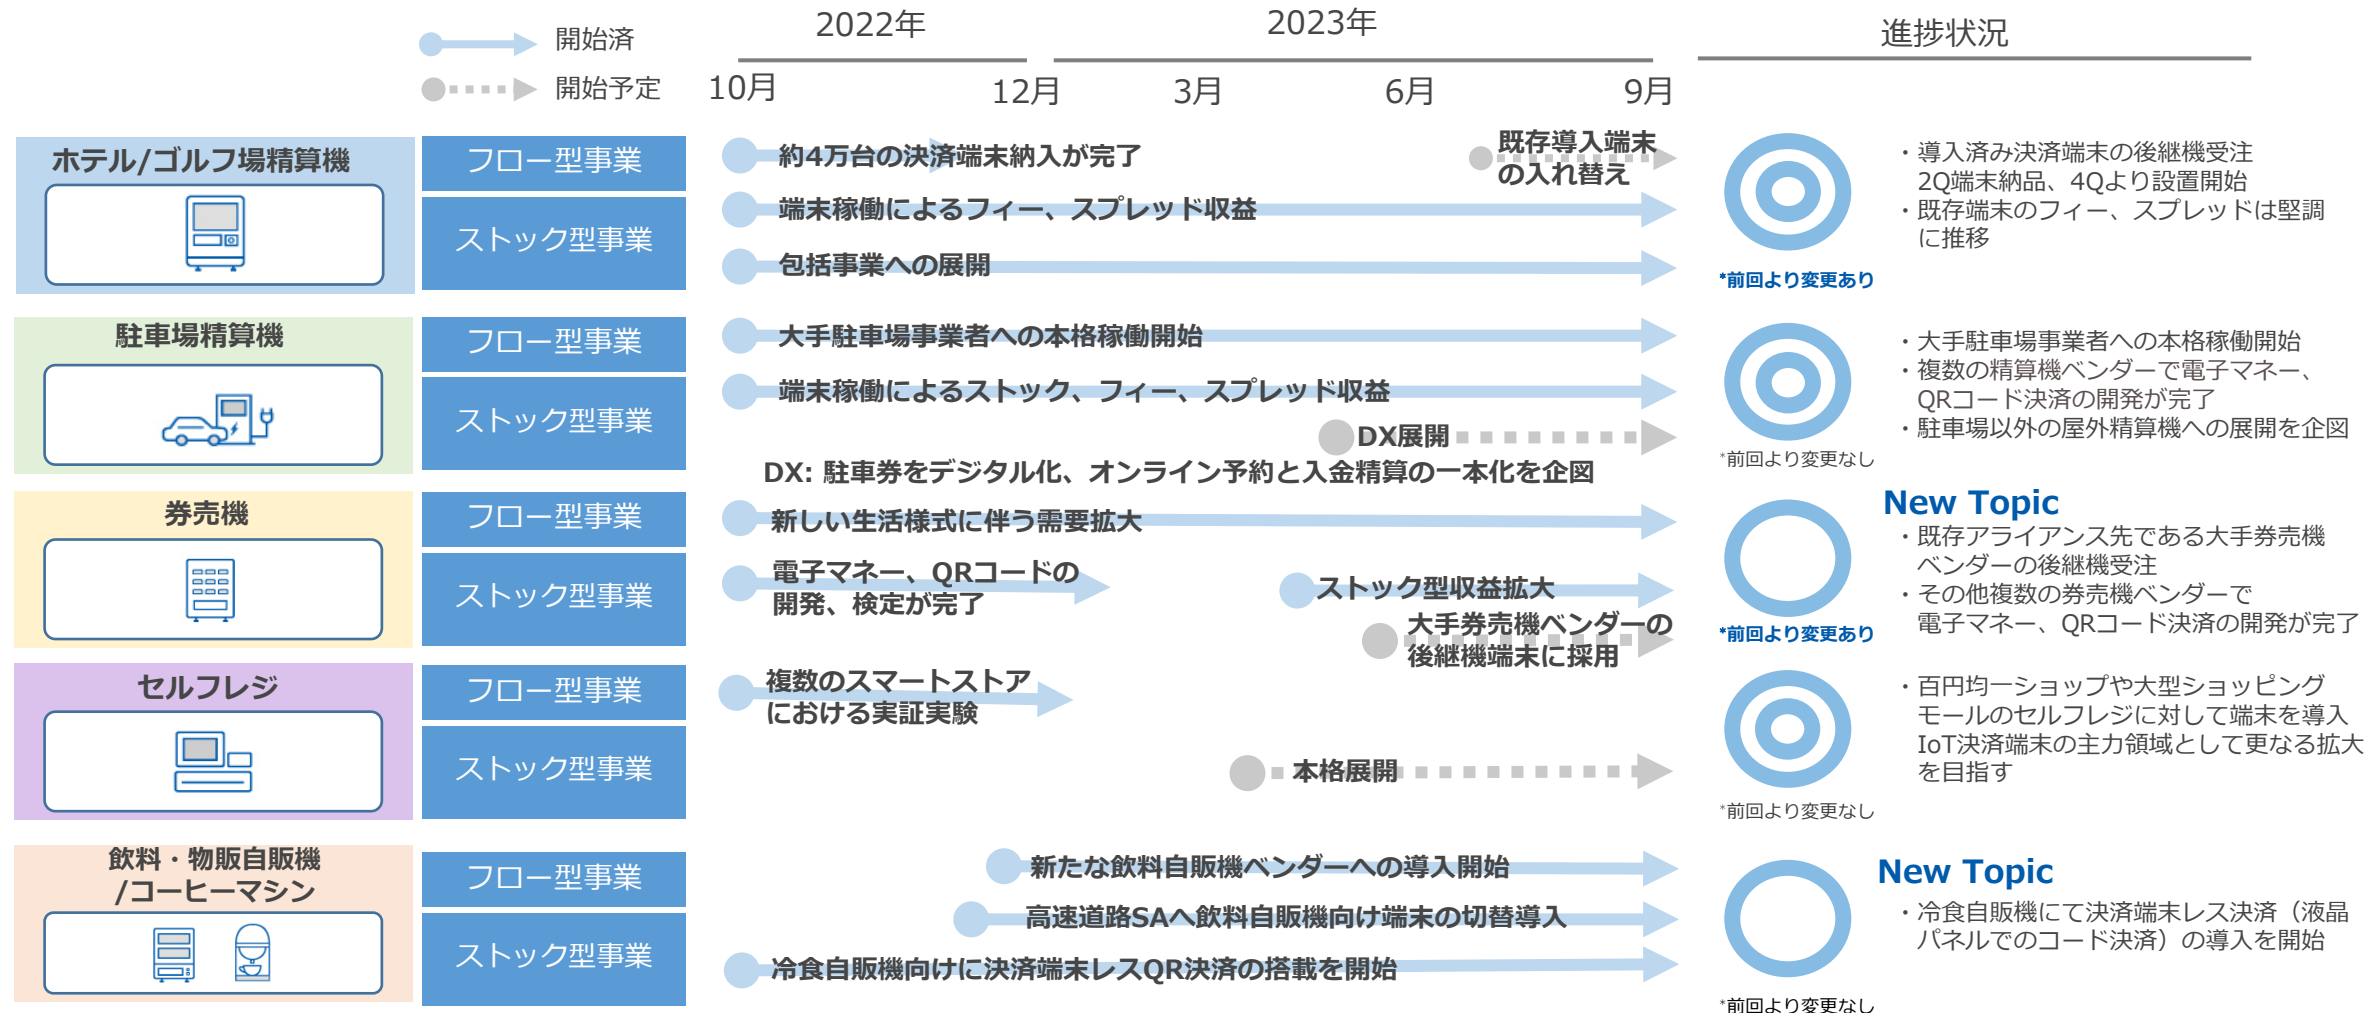 開始済
開始予定
2022年
2023年
進捗状況
10月
12月
3月
6月
9月
ホテル/ゴルフ場精算機
フロー型事業
ストック型事業
約4万台の決済端末納入が完了
既存導入端末
の入れ替え
端末稼働によるフィー、スプレッド収益
包括事業への展開
・導入済み決済端末の後継機受注
2Q端末納品、4Qより設置開始
・既存端末のフィー、スプレッドは堅調
に推移
*前回より変更あり
駐車場精算機
フロー型事業
ストック型事業
大手駐車場事業者への本格稼働開始
端末稼働によるストック、フィー、スプレッド収益
DX展開
DX: 駐車券をデジタル化、オンライン予約と入金精算の一本化を企図
・大手駐車場事業者への本格稼働開始
・複数の精算機ベンダーで電子マネー、
QRコード決済の開発が完了
・駐車場以外の屋外精算機への展開を企図
*前回より変更なし
券売機
フロー型事業
ストック型事業
新しい生活様式に伴う需要拡大
電子マネー、QRコードの
開発、検定が完了
ストック型収益拡大
大手券売機ベンダーの
後継機端末に採用
New Topic
・既存アライアンス先である大手券売機
ベンダーの後継機受注
・その他複数の券売機ベンダーで
電子マネー、QRコード決済の開発が完了
*前回より変更あり
セルフレジ
フロー型事業
ストック型事業
複数のスマートストア
における実証実験
本格展開
・百円均一ショップや大型ショッピング
モールのセルフレジに対して端末を導入
IoT決済端末の主力領域として更なる拡大
を目指す
*前回より変更なし
飲料・物販自販機
/コーヒーマシン
フロー型事業
ストック型事業
新たな飲料自販機ベンダーへの導入開始
高速道路SAへ飲料自販機向け端末の切替導入
冷食自販機向けに決済端末レスQR決済の搭載を開始
New Topic
・冷食自販機にて決済端末レス決済（液晶
パネルでのコード決済）の導入を開始
*前回より変更なし